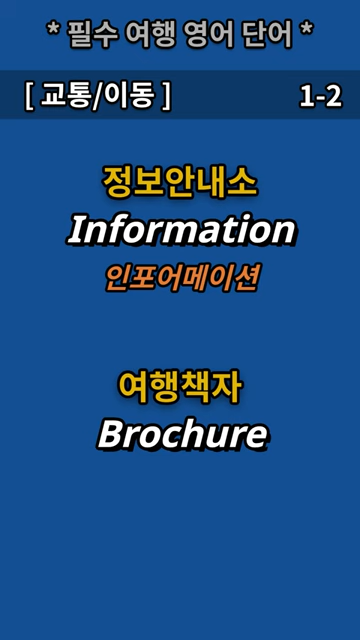 * 필수 여행 영어 단어 *
[ 교통/이동 ] 1-2
정보안내소
Information
인포어메이션
여행책자
Brochure